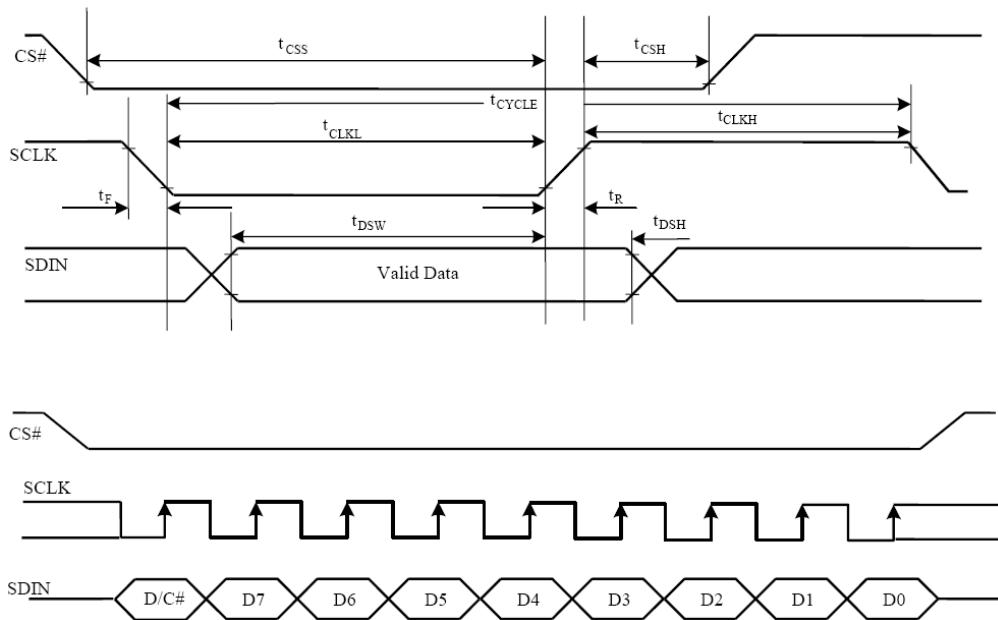 CS#
tCSS
tCSH
tCYCLE
tCLKL
tCLKH
SCLK
tF
tR
tDSW
tDSH
SDIN
Valid Data
CS#
SCLK
SDIN
D/C# D7 D6 D5 D4 D3 D2 D1 D0